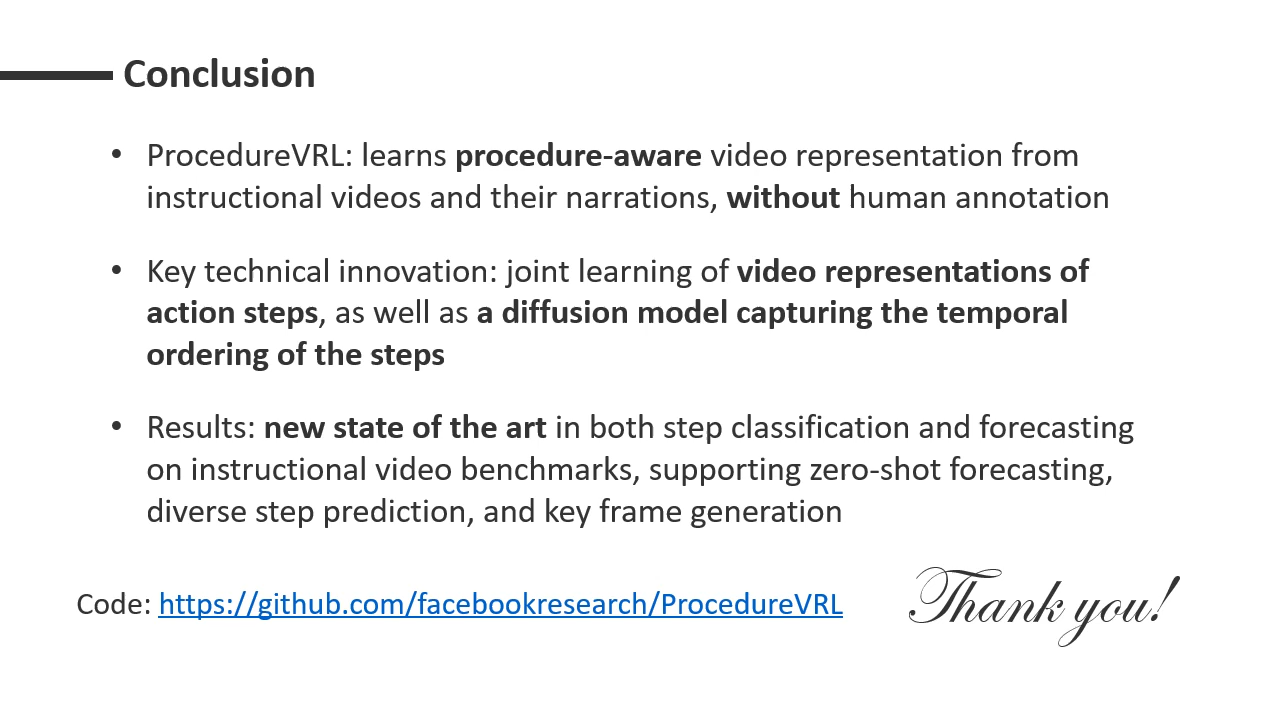 Conclusion
• ProcedureVRL: learns procedure-aware video representation from
instructional videos and their narrations, without human annotation
• Key technical innovation: joint learning of video representations of
action steps, as well as a diffusion model capturing the temporal
ordering of the steps
• Results: new state of the art in both step classification and forecasting
on instructional video benchmarks, supporting zero-shot forecasting,
diverse step prediction, and key frame generation
Code: https://github.com/facebookresearch/ProcedureVRL
Thank you!